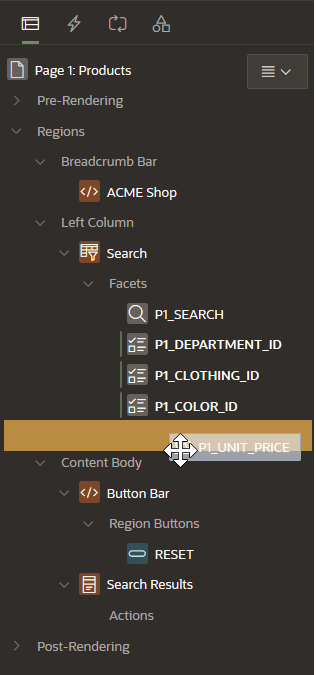 Page 1: Products
Pre-Rendering
Regions
Breadcrumb Bar
ACME Shop
Left Column
Search
Facets
P1_SEARCH
P1_DEPARTMENT_ID
P1_CLOTHING_ID
P1_COLOR_ID
P1_UNIT_PRICE
Content Body
Button Bar
Region Buttons
RESET
Search Results
Actions
Post-Rendering